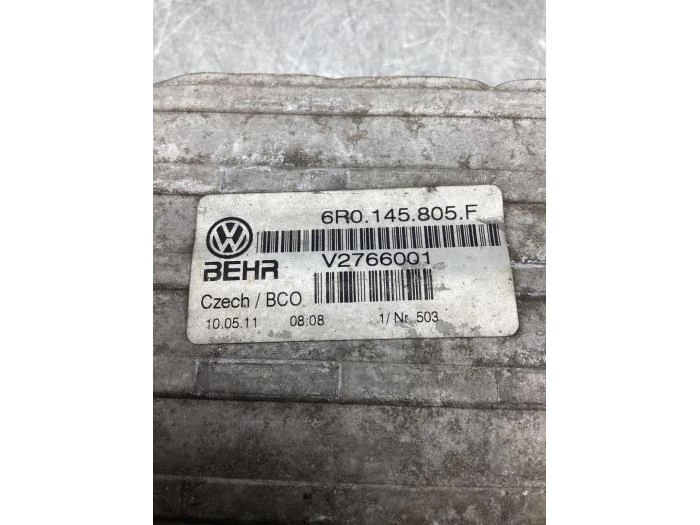 6R0.145.805.F
BEHR V2766001
Czech / BCO
10.05.11 08:08 1/ Nr. 503